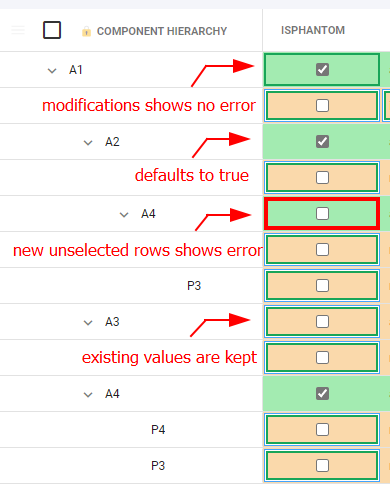 COMPONENT HIERARCHY ISPHANTOM
A1
modifications shows no error
A2
defaults to true
A4
new unselected rows shows error
P3
A3
existing values are kept
A4
P4
P3